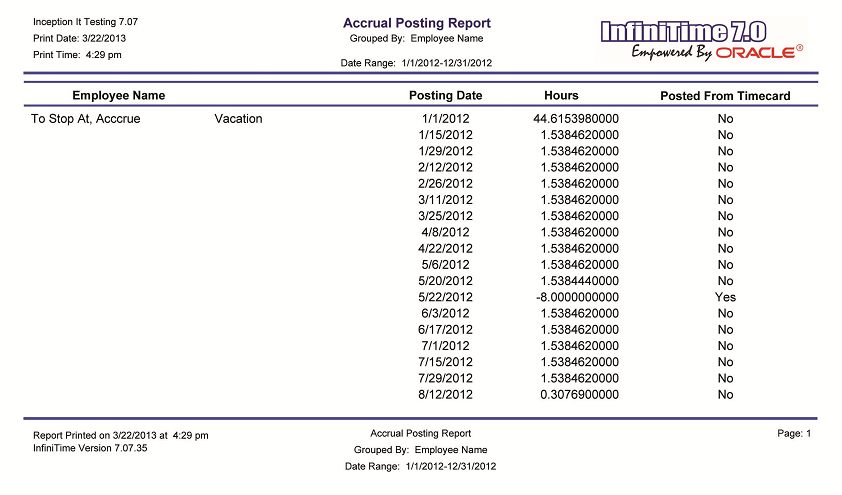 Inception It Testing 7.07
Print Date: 3/22/2013
Print Time: 4:29 pm
Accrual Posting Report
Grouped By: Employee Name
Date Range: 1/1/2012-12/31/2012
InfiniTime 7.0
Empowered By ORACLE®
Employee Name Posting Date Hours Posted From Timecard
To Stop At, Acccrue Vacation 1/1/2012 44.6153980000 No
1/15/2012 1.5384620000 No
1/29/2012 1.5384620000 No
2/12/2012 1.5384620000 No
2/26/2012 1.5384620000 No
3/11/2012 1.5384620000 No
3/25/2012 1.5384620000 No
4/8/2012 1.5384620000 No
4/22/2012 1.5384620000 No
5/6/2012 1.5384620000 No
5/20/2012 1.5384440000 No
5/22/2012 -8.0000000000 Yes
6/3/2012 1.5384620000 No
6/17/2012 1.5384620000 No
7/1/2012 1.5384620000 No
7/15/2012 1.5384620000 No
7/29/2012 1.5384620000 No
8/12/2012 0.3076900000 No
Report Printed on 3/22/2013 at 4:29 pm
InfiniTime Version 7.07.35
Accrual Posting Report
Grouped By: Employee Name
Date Range: 1/1/2012-12/31/2012
Page: 1